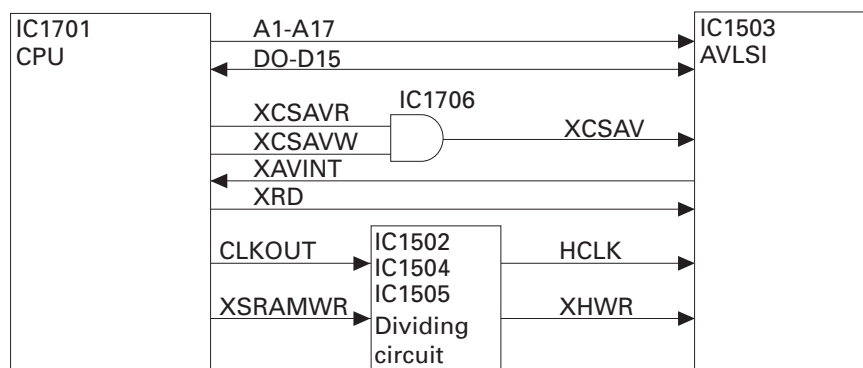 IC1701
CPU
A1-A17
DO-D15
IC1503
AVLSI
IC1706
XCSAVR
XCSAVW
XCSAV
XAVINT
XRD
CLKOUT
IC1502
IC1504
IC1505
Dividing
circuit
HCLK
XSRAMWR
XHWR